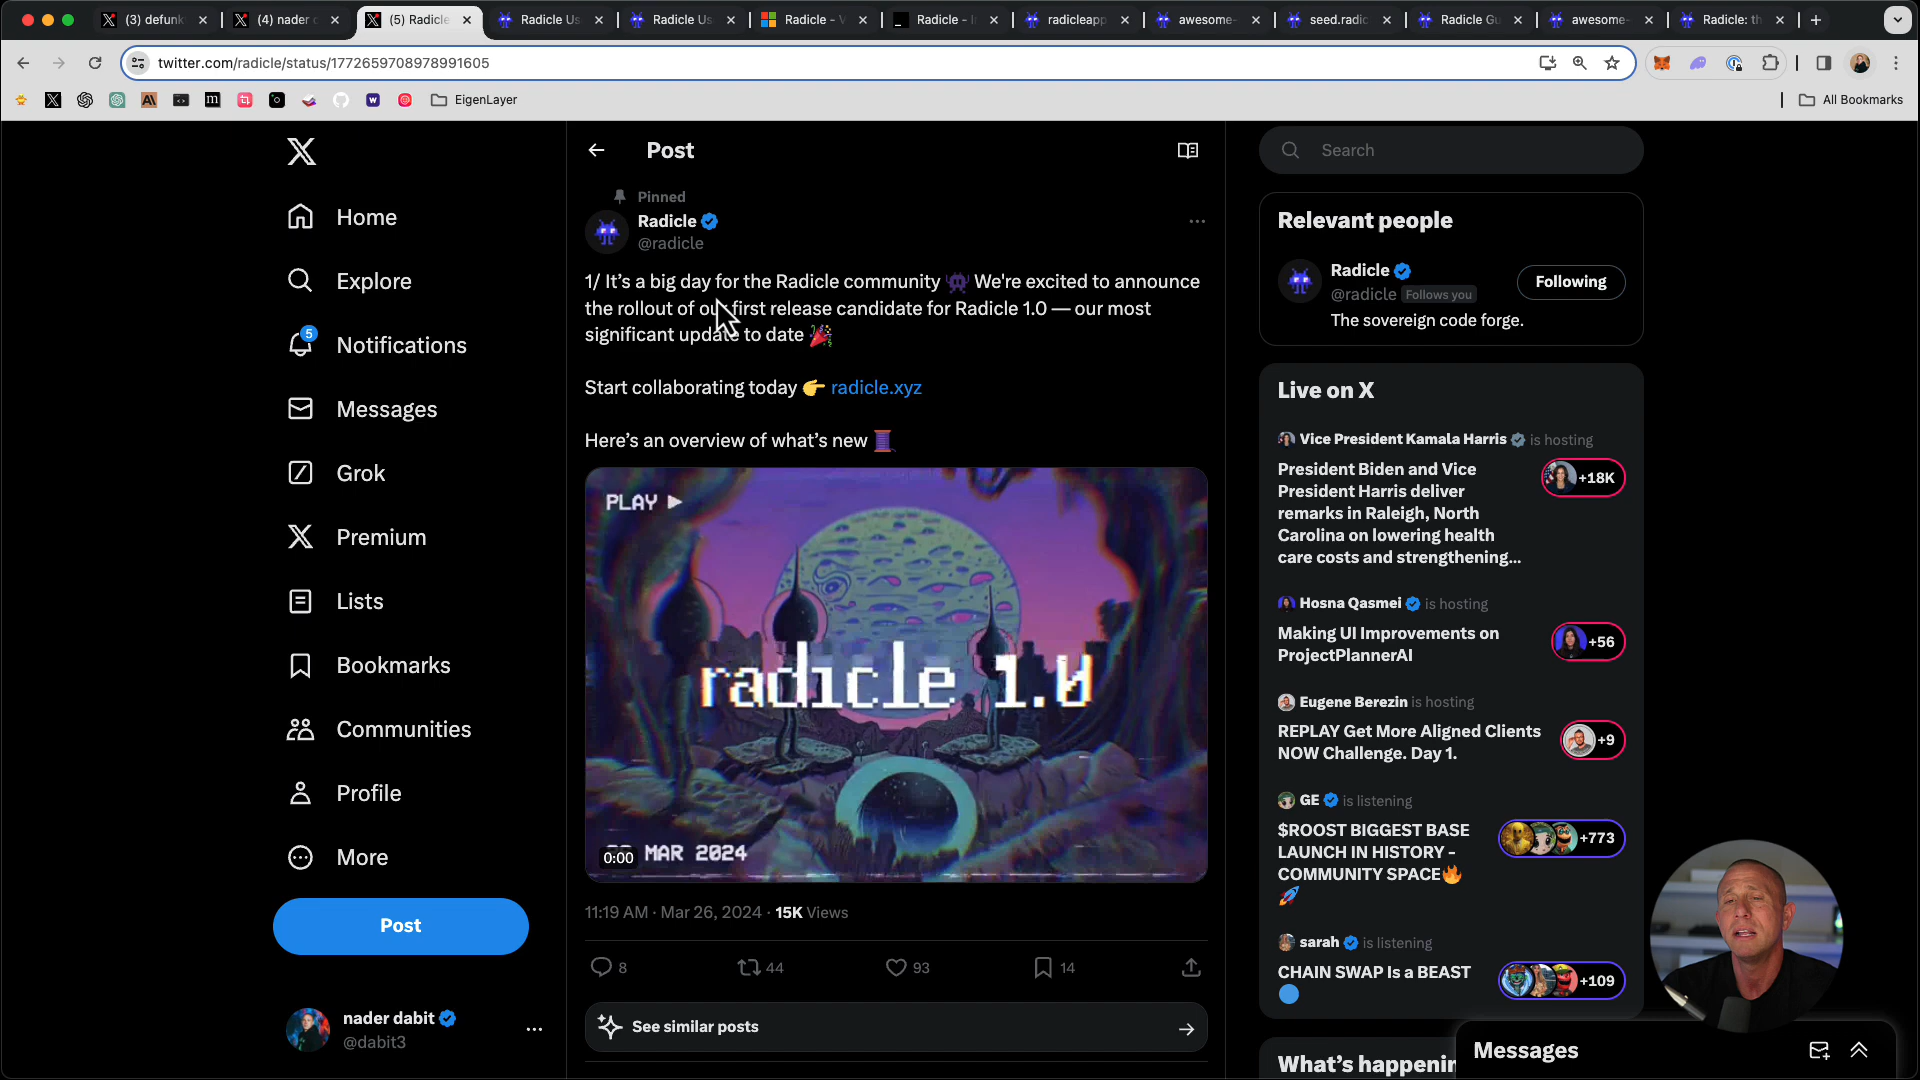 (3) defunk
(4) nader
(5) Radicle
Radicle Us
Radicle Us
Radicle -
Radicle -
radicleapp
awesome-
seed.radic
Radicle Gu
awesome-
Radicle: th
twitter.com/radicle/status/1772659708978991605
EigenLayer
All Bookmarks
Home
Explore
5
Notifications
Messages
Grok
Premium
Lists
Bookmarks
Communities
Profile
More
Post
nader dabit
@dabit3
Post
Pinned
Radicle
@radicle
1/ It's a big day for the Radicle community 👾 We're excited to announce
the rollout of our first release candidate for Radicle 1.0 — our most
significant update to date 🎉
Start collaborating today 👉 radicle.xyz
Here's an overview of what's new 🧵
PLAY ▶
radicle 1.0
0:00
MAR 2024
11:19 AM · Mar 26, 2024 · 15K Views
8
44
93
14
See similar posts
Search
Relevant people
Radicle
@radicle Follows you
Following
The sovereign code forge.
Live on X
Vice President Kamala Harris is hosting
President Biden and Vice
President Harris deliver
remarks in Raleigh, North
Carolina on lowering health
care costs and strengthening...
+18K
Hosna Qasmei is hosting
Making UI Improvements on
ProjectPlannerAI
+56
Eugene Berezin is hosting
REPLAY Get More Aligned Clients
NOW Challenge. Day 1.
+9
GE is listening
$ROOST BIGGEST BASE
LAUNCH IN HISTORY -
COMMUNITY SPACE🔥
🚀
+773
sarah is listening
CHAIN SWAP Is a BEAST
🔵
+109
What's happenin
Messages